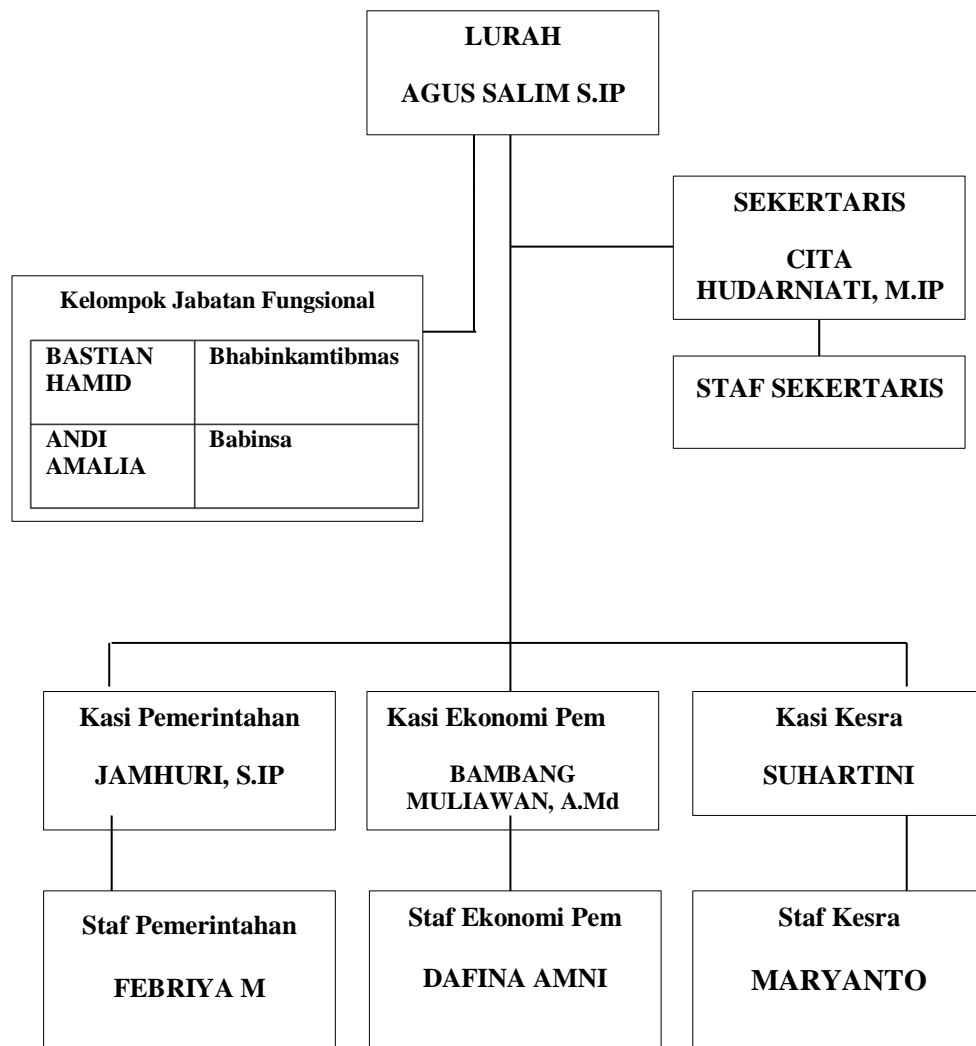 LURAH
AGUS SALIM S.IP
SEKERTARIS
CITA
HUDARNIATI, M.IP
STAF SEKERTARIS
Kelompok Jabatan Fungsional
BASTIAN
HAMID
Bhabinkamtibmas
ANDI
AMALIA
Babinsa
Kasi Pemerintahan
JAMHURI, S.IP
Kasi Ekonomi Pem
BAMBANG
MULIAWAN, A.Md
Kasi Kesra
SUHARTINI
Staf Pemerintahan
FEBRIYA M
Staf Ekonomi Pem
DAFINA AMNI
Staf Kesra
MARYANTO